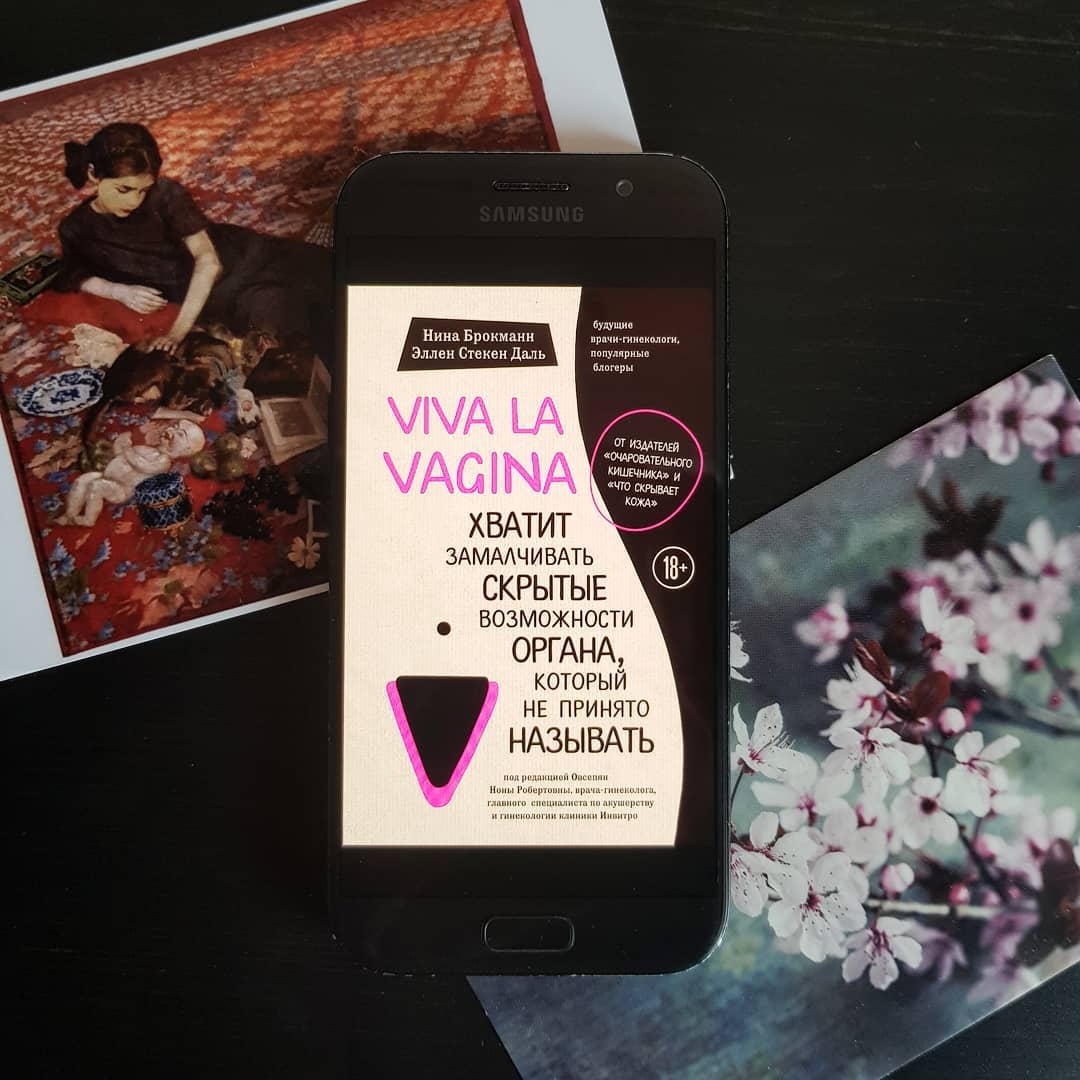 SAMSUNG
Нина Брокманн
Эллен Стекен Даль
будущие
врачи-гинекологи,
популярные
блогеры
VIVA LA
VAGINA
ОТ ИЗДАТЕЛЕЙ
«ОЧАРОВАТЕЛЬНОГО
КИШЕЧНИКА» И
«ЧТО СКРЫВАЕТ
КОЖА»
18+
ХВАТИТ
ЗАМАЛЧИВАТЬ
СКРЫТЫЕ
ВОЗМОЖНОСТИ
ОРГАНА,
КОТОРЫЙ
НЕ ПРИНЯТО
НАЗЫВАТЬ
под редакцией Овсепян
Ноны Робертовны, врача-гинеколога,
главного специалиста по акушерству
и гинекологии клиники Инвитро